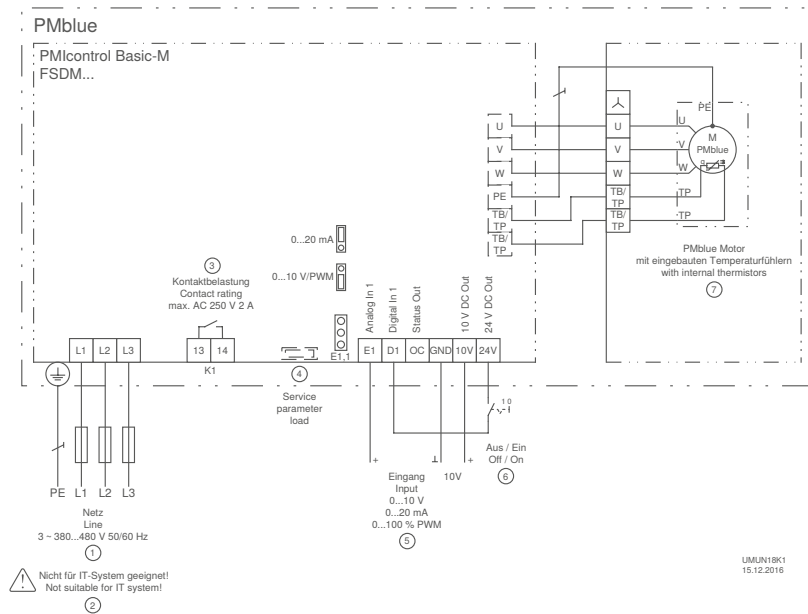 PMblue
PMIcontrol Basic-M
FSDM...
PE
U
V
W
PE
TB/
TP
TB/
TP
U
V
W
TB/
TP
TB/
TP
U
V
W
TP
TP
M
PMblue
PMblue Motor
mit eingebauten Temperaturfühlern
with internal thermistors
7
0...20 mA
0...10 V/PWM
E1,1
3
Kontaktbelastung
Contact rating
max. AC 250 V 2 A
L1
L2
L3
13
14
K1
4
Service
parameter
load
Analog In 1
Digital In 1
Status Out
10 V DC Out
24 V DC Out
E1
D1
OC
GND
10V
24V
1 0
Aus / Ein
Off / On
6
+
⊥
+
10V
Eingang
Input
0...10 V
0...20 mA
0...100 % PWM
5
PE
L1
L2
L3
Netz
Line
3 ~ 380...480 V 50/60 Hz
1
Nicht für IT-System geeignet!
Not suitable for IT system!
2
UMUN18K1
15.12.2016